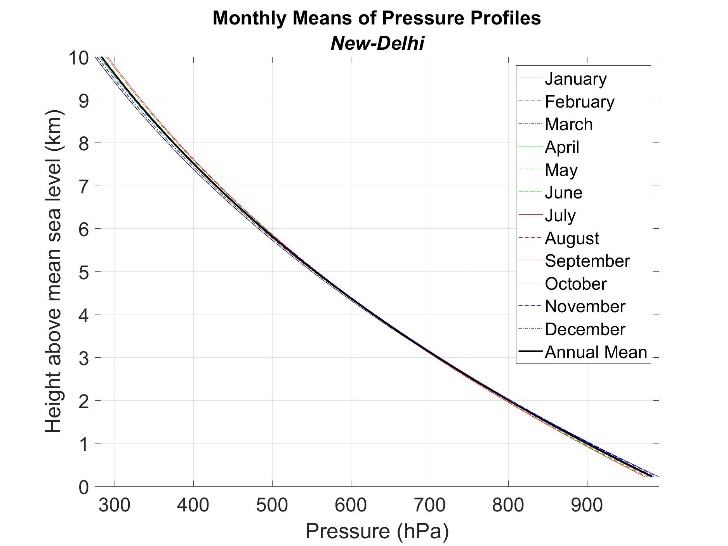 Monthly Means of Pressure Profiles
New-Delhi
10
9
8
7
6
5
4
3
2
1
0
Height above mean sea level (km)
January
February
March
April
May
June
July
August
September
October
November
December
Annual Mean
300 400 500 600 700 800 900
Pressure (hPa)